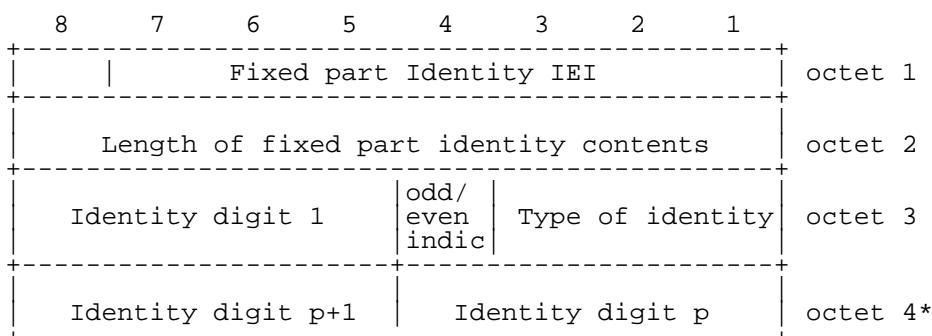 8 7 6 5 4 3 2 1
Fixed part Identity IEI octet 1
Length of fixed part identity contents octet 2
odd/
Identity digit 1 even Type of identity octet 3
indic
Identity digit p+1 Identity digit p octet 4*